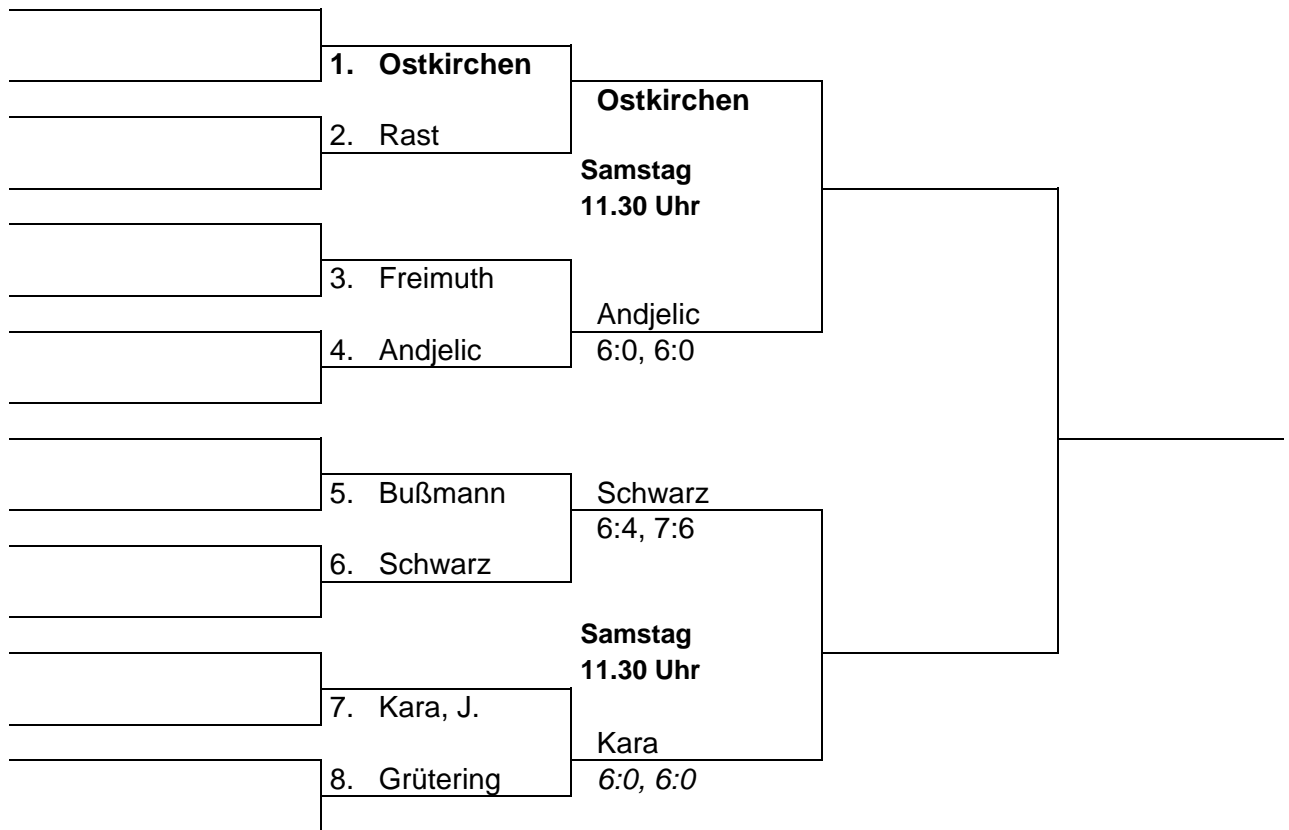 1. Ostkirchen
Ostkirchen
2. Rast
Samstag
11.30 Uhr
3. Freimuth
Andjelic
4. Andjelic
6:0, 6:0
5. Bußmann
Schwarz
6:4, 7:6
6. Schwarz
Samstag
11.30 Uhr
7. Kara, J.
Kara
8. Grütering
6:0, 6:0